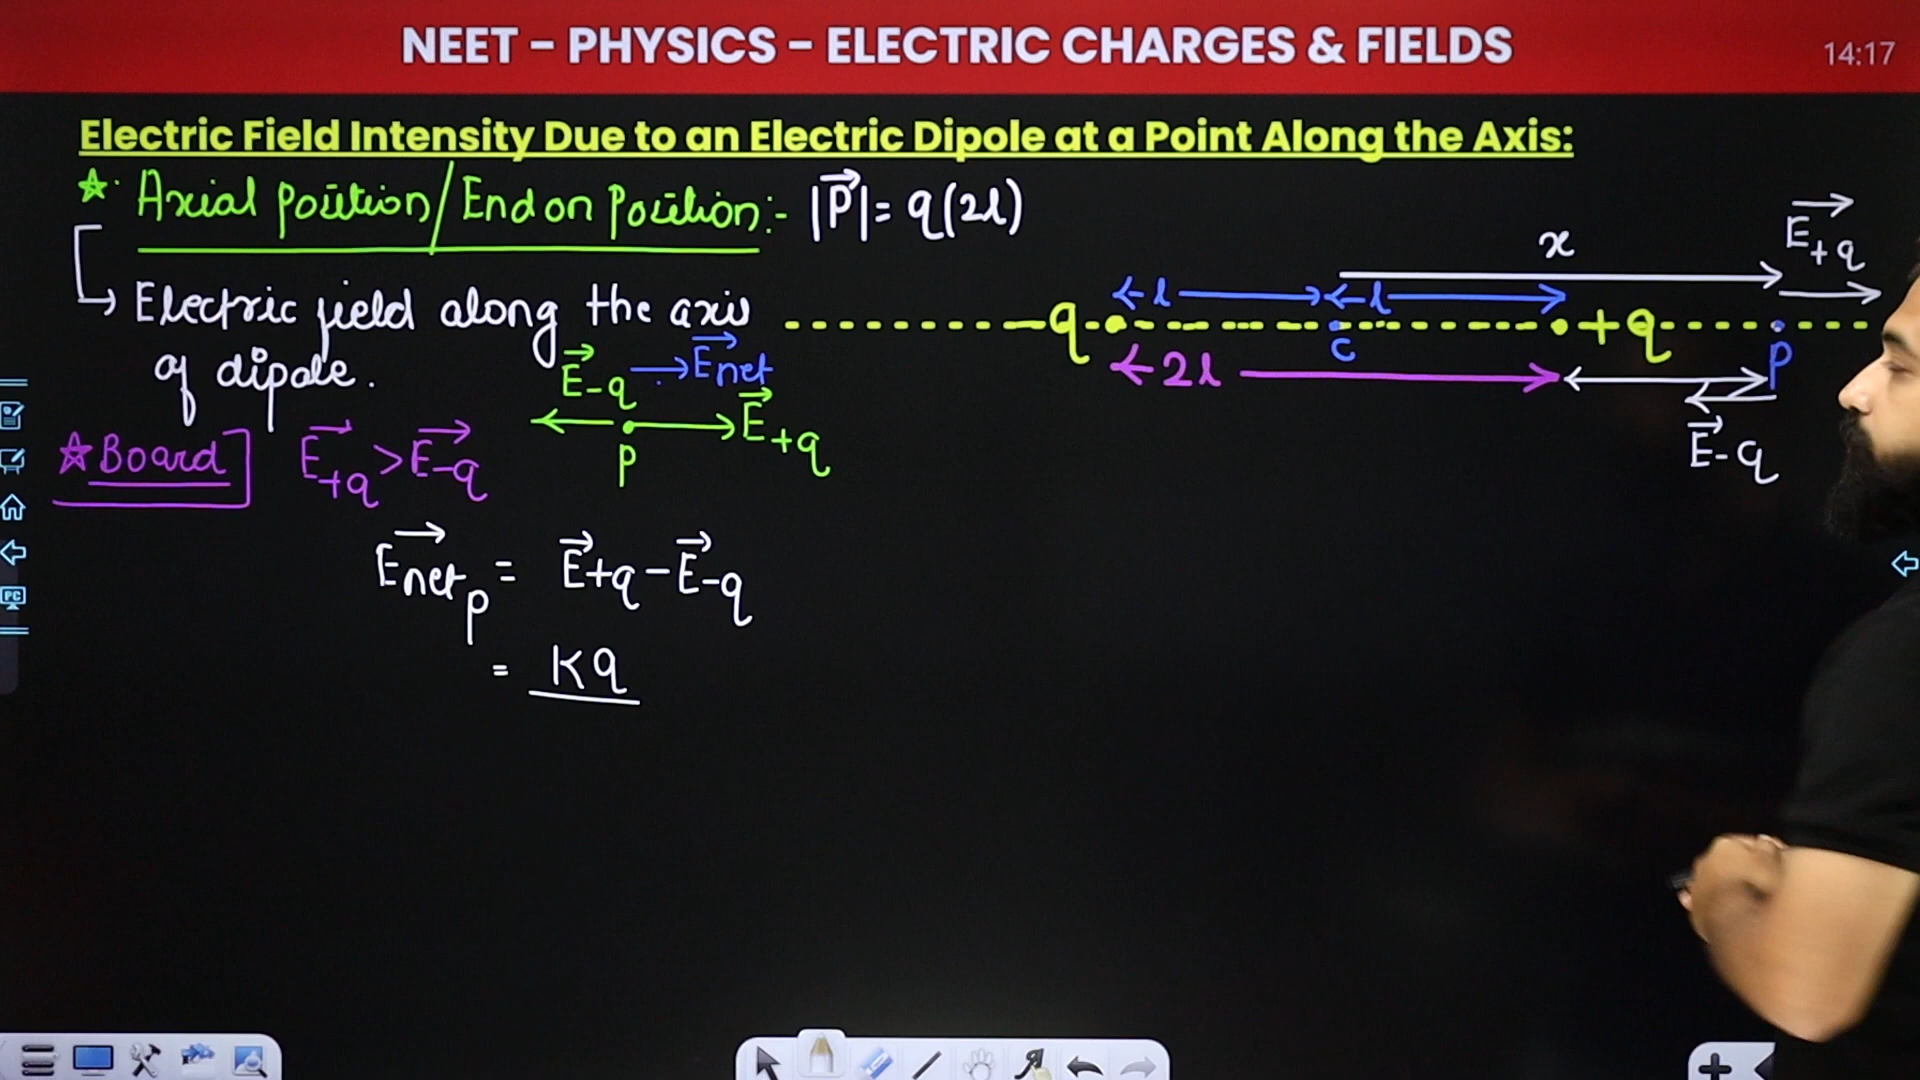 NEET - PHYSICS - ELECTRIC CHARGES & FIELDS
14:17
Electric Field Intensity Due to an Electric Dipole at a Point Along the Axis:
☆ Axial position/End on position:- |P⃗| = q(2l)
→ Electric field along the axis
of dipole.
x
E⃗+q
l l
-q c +q P
2l
E⃗-q
E⃗-q → E⃗net
E⃗+q
P
☆ Board E⃗+q > E⃗-q
E⃗net p = E⃗+q - E⃗-q
= Kq
PC